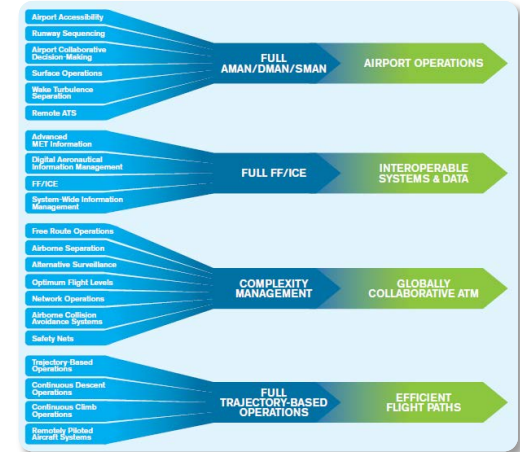 Airport Accessibility
Runway Sequencing
Airport Collaborative
Decision-Making
Surface Operations
Wake Turbulence
Separation
Remote ATS
FULL
AMAN/DMAN/SMAN
AIRPORT OPERATIONS
Advanced
MET Information
Digital Aeronautical
Information Management
FF/ICE
System-Wide Information
Management
FULL FF/ICE
INTEROPERABLE
SYSTEMS & DATA
Free Route Operations
Airborne Separation
Alternative Surveillance
Optimum Flight Levels
Network Operations
Airborne Collision
Avoidance Systems
Safety Nets
COMPLEXITY
MANAGEMENT
GLOBALLY
COLLABORATIVE ATM
Trajectory-Based
Operations
Continuous Descent
Operations
Continuous Climb
Operations
Remotely Piloted
Aircraft Systems
FULL
TRAJECTORY-BASED
OPERATIONS
EFFICIENT
FLIGHT PATHS